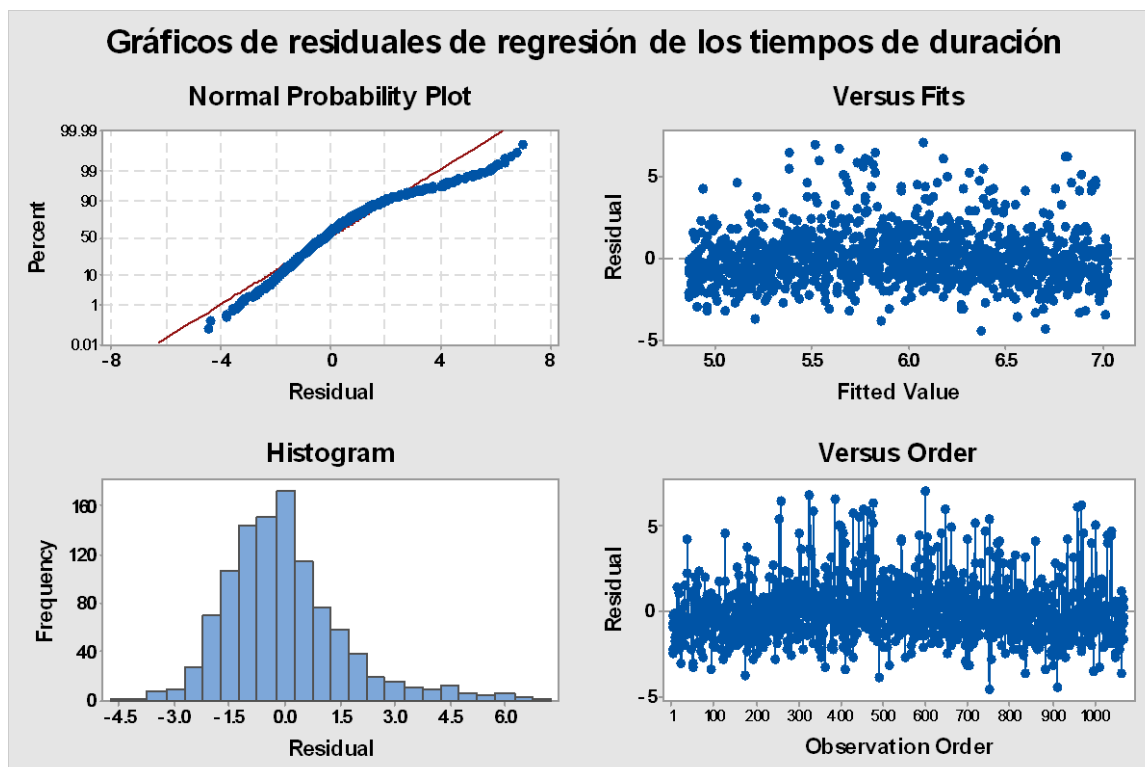 Gráficos de residuales de regresión de los tiempos de duración
Normal Probability Plot
99.99
99
90
50
10
1
0.01
Percent
-8 -4 0 4 8
Residual
Versus Fits
5
0
-5
Residual
5.0 5.5 6.0 6.5 7.0
Fitted Value
Histogram
160
120
80
40
0
Frequency
-4.5 -3.0 -1.5 0.0 1.5 3.0 4.5 6.0
Residual
Versus Order
5
0
-5
Residual
1 100 200 300 400 500 600 700 800 900 1000
Observation Order